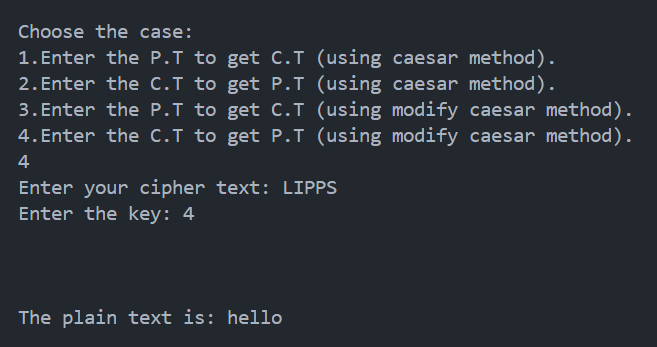 Choose the case:
1.Enter the P.T to get C.T (using caesar method).
2.Enter the C.T to get P.T (using caesar method).
3.Enter the P.T to get C.T (using modify caesar method).
4.Enter the C.T to get P.T (using modify caesar method).
4
Enter your cipher text: LIPPS
Enter the key: 4
The plain text is: hello